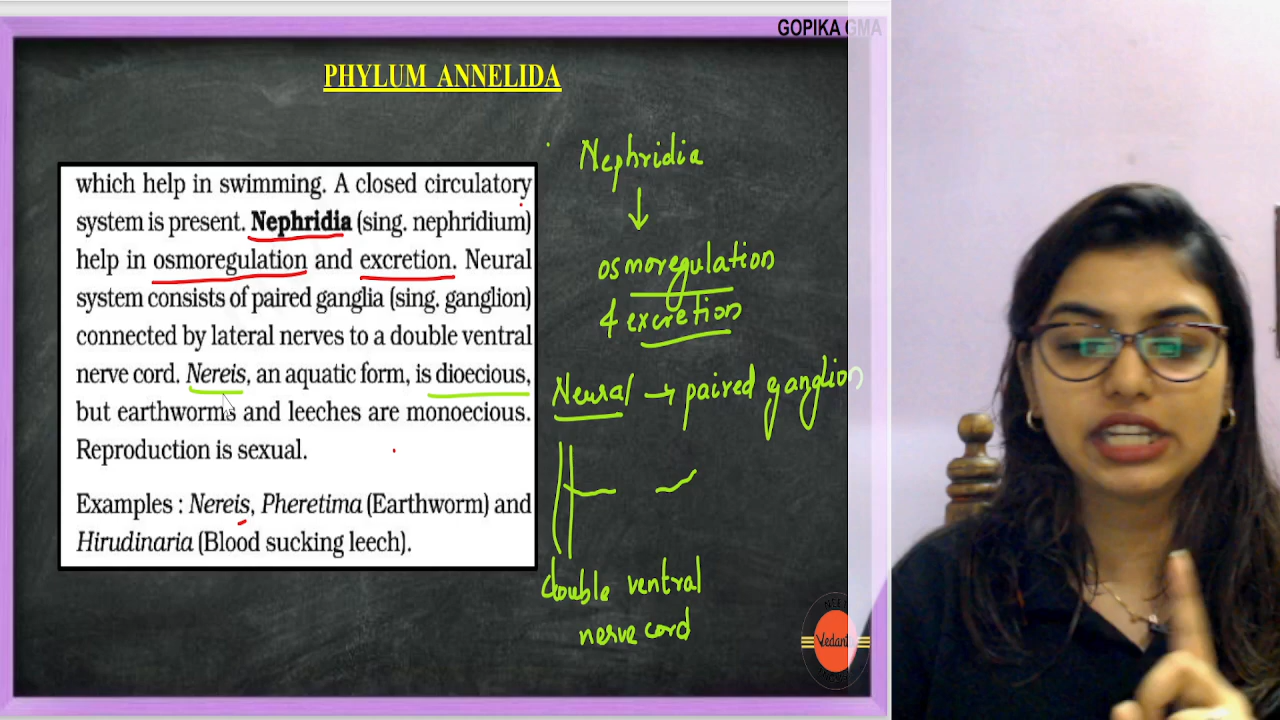 GOPIKA GMA
PHYLUM ANNELIDA
which help in swimming. A closed circulatory
system is present. Nephridia (sing. nephridium)
help in osmoregulation and excretion. Neural
system consists of paired ganglia (sing. ganglion)
connected by lateral nerves to a double ventral
nerve cord. Nereis, an aquatic form, is dioecious,
but earthworms and leeches are monoecious.
Reproduction is sexual.
Examples : Nereis, Pheretima (Earthworm) and
Hirudinaria (Blood sucking leech).
Nephridia
↓
osmoregulation
& excretion
Neural → paired ganglion
double ventral
nerve cord